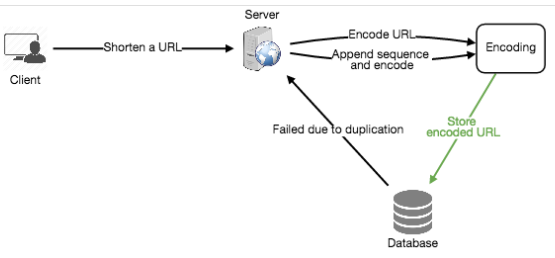 Server
Encode URL
Shorten a URL
Append sequence
and encode
Encoding
Client
Store
encoded URL
Failed due to duplication
Database